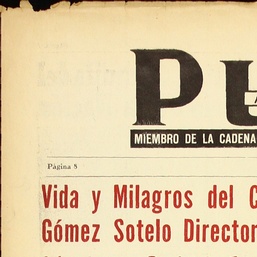 Pu
MIEMBRO DE LA CADENA
Página 8
Vida y Milagros del C
Gómez Sotelo Director